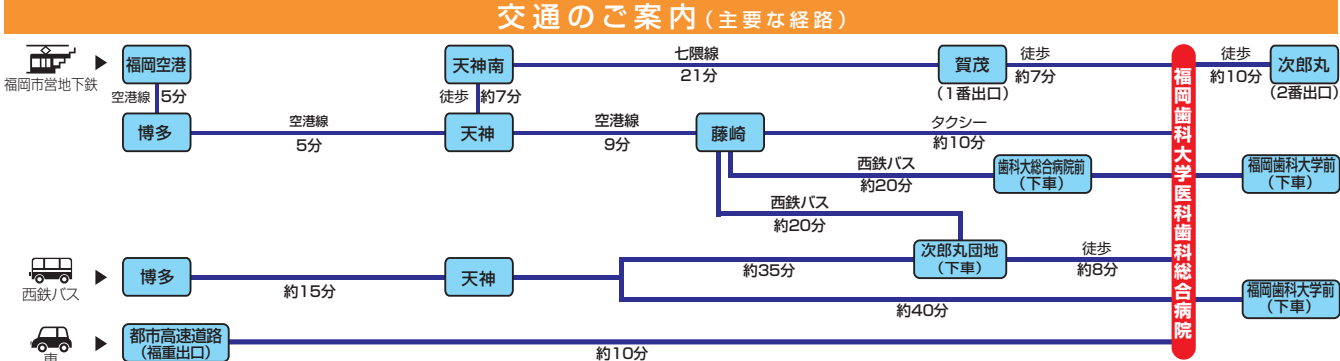 交通のご案内(主要な経路)
福岡市営地下鉄
福岡空港
天神南
七隈線
21分
賀茂
(1番出口)
徒歩
約7分
徒歩
約10分
次郎丸
(2番出口)
空港線 5分
徒歩 約7分
博多
空港線
5分
天神
空港線
9分
藤崎
タクシー
約10分
西鉄バス
約20分
歯科大総合病院前
(下車)
福岡歯科大学前
(下車)
西鉄バス
約20分
福岡歯科大学医科歯科総合病院
西鉄バス
博多
約15分
天神
約35分
次郎丸団地
(下車)
徒歩
約8分
約40分
福岡歯科大学前
(下車)
車
都市高速道路
(福重出口)
約10分